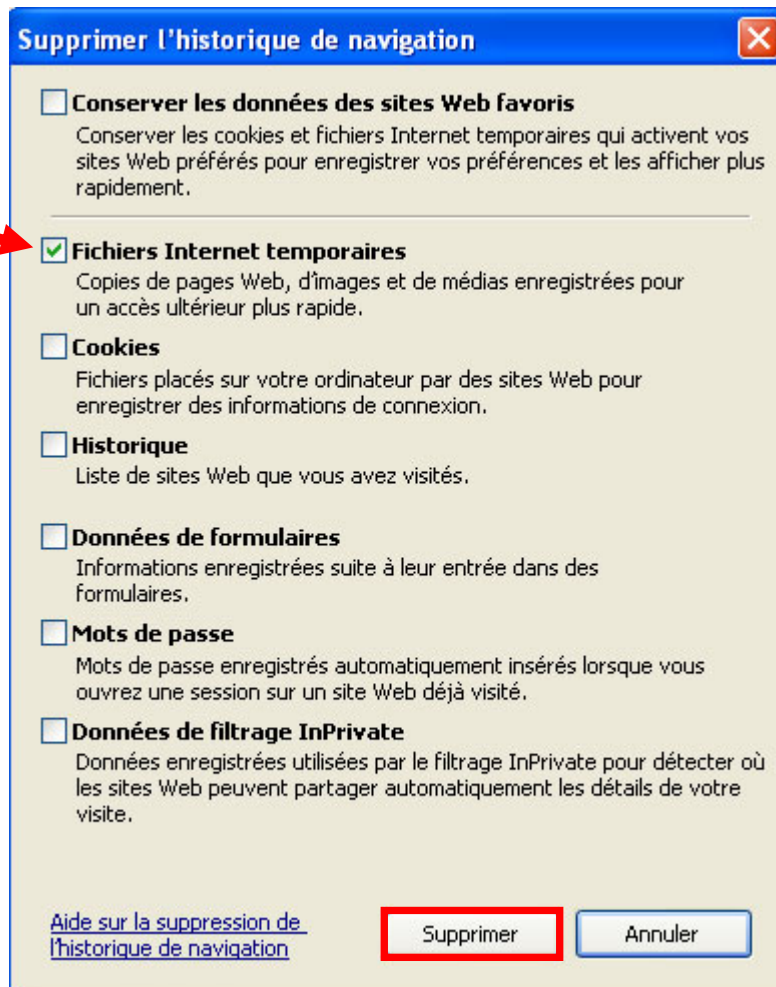 Supprimer l'historique de navigation
Conserver les données des sites Web favoris
Conserver les cookies et fichiers Internet temporaires qui activent vos
sites Web préférés pour enregistrer vos préférences et les afficher plus
rapidement.
Fichiers Internet temporaires
Copies de pages Web, d'images et de médias enregistrées pour
un accès ultérieur plus rapide.
Cookies
Fichiers placés sur votre ordinateur par des sites Web pour
enregistrer des informations de connexion.
Historique
Liste de sites Web que vous avez visités.
Données de formulaires
Informations enregistrées suite à leur entrée dans des
formulaires.
Mots de passe
Mots de passe enregistrés automatiquement insérés lorsque vous
ouvrez une session sur un site Web déjà visité.
Données de filtrage InPrivate
Données enregistrées utilisées par le filtrage InPrivate pour détecter où
les sites Web peuvent partager automatiquement les détails de votre
visite.
Aide sur la suppression de
l'historique de navigation
Supprimer
Annuler